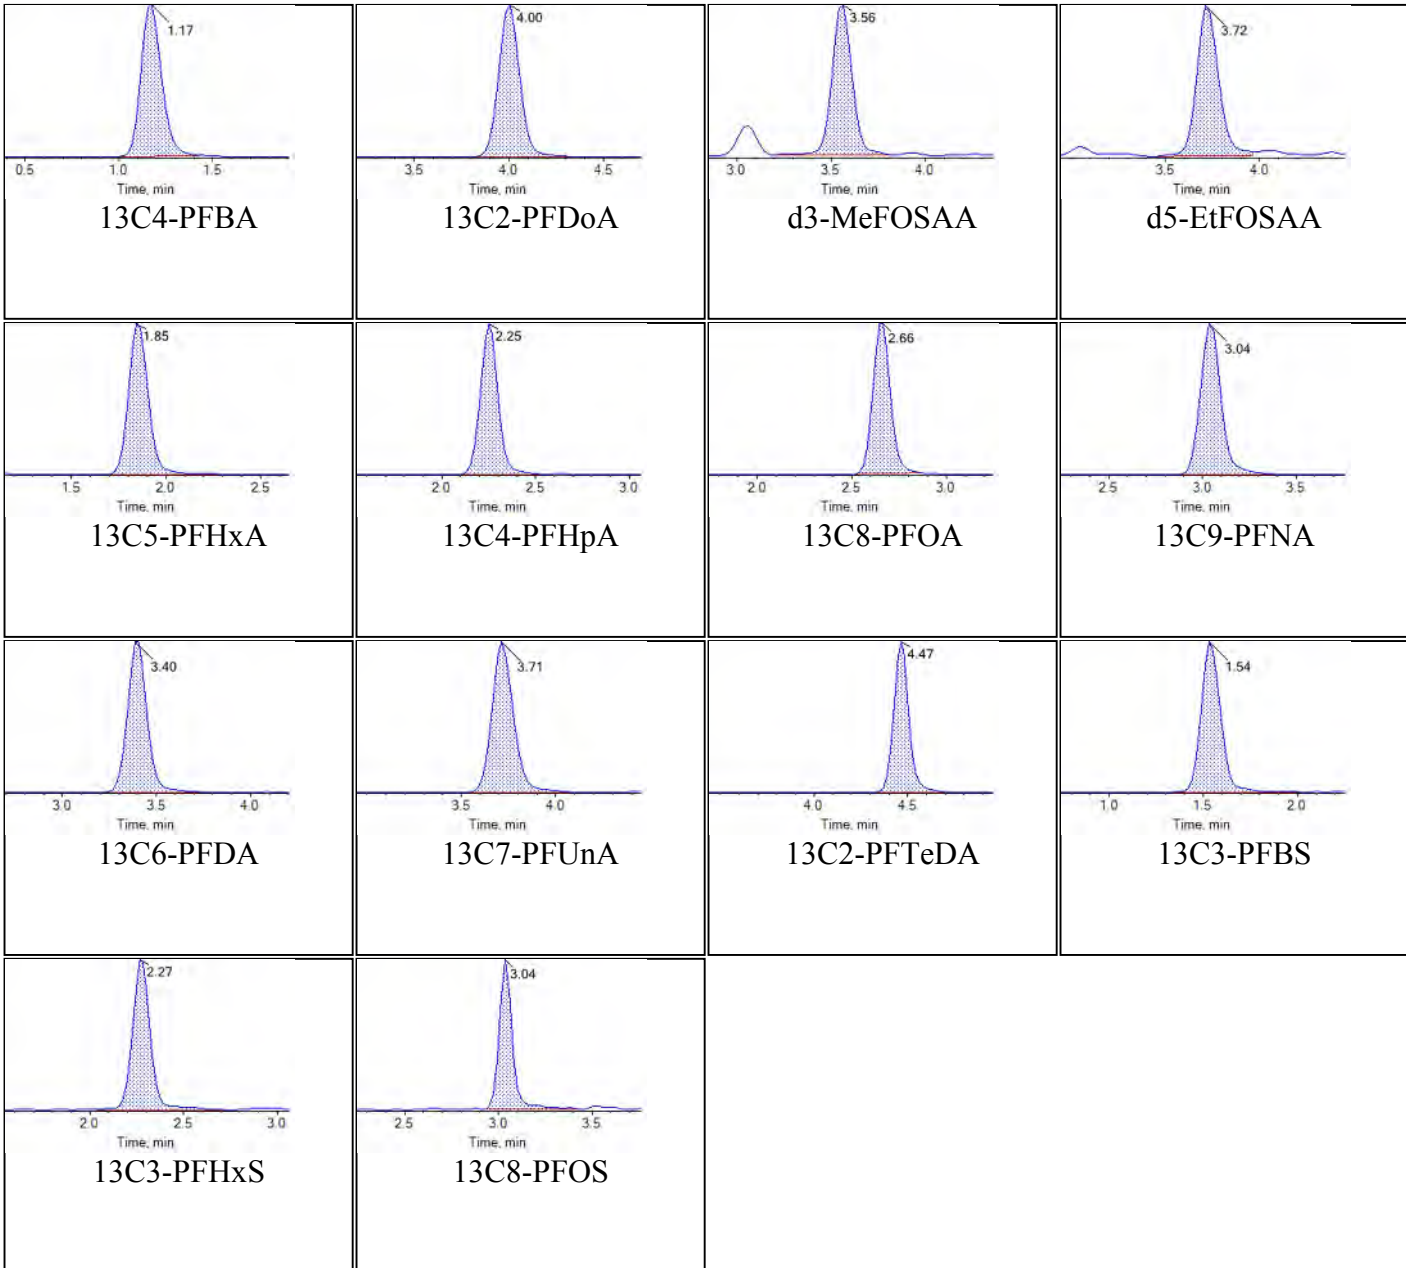 1.17
0.5 1.0 1.5
Time, min
13C4-PFBA
4.00
3.5 4.0 4.5
Time, min
13C2-PFDoA
3.56
3.0 3.5 4.0
Time, min
d3-MeFOSAA
3.72
3.5 4.0
Time, min
d5-EtFOSAA
1.85
1.5 2.0 2.5
Time, min
13C5-PFHxA
2.25
2.0 2.5 3.0
Time, min
13C4-PFHpA
2.66
2.0 2.5 3.0
Time, min
13C8-PFOA
3.04
2.5 3.0 3.5
Time, min
13C9-PFNA
3.40
3.0 3.5 4.0
Time, min
13C6-PFDA
3.71
3.5 4.0
Time, min
13C7-PFUnA
4.47
4.0 4.5
Time, min
13C2-PFTeDA
1.54
1.0 1.5 2.0
Time, min
13C3-PFBS
2.27
2.0 2.5 3.0
Time, min
13C3-PFHxS
3.04
2.5 3.0 3.5
Time, min
13C8-PFOS